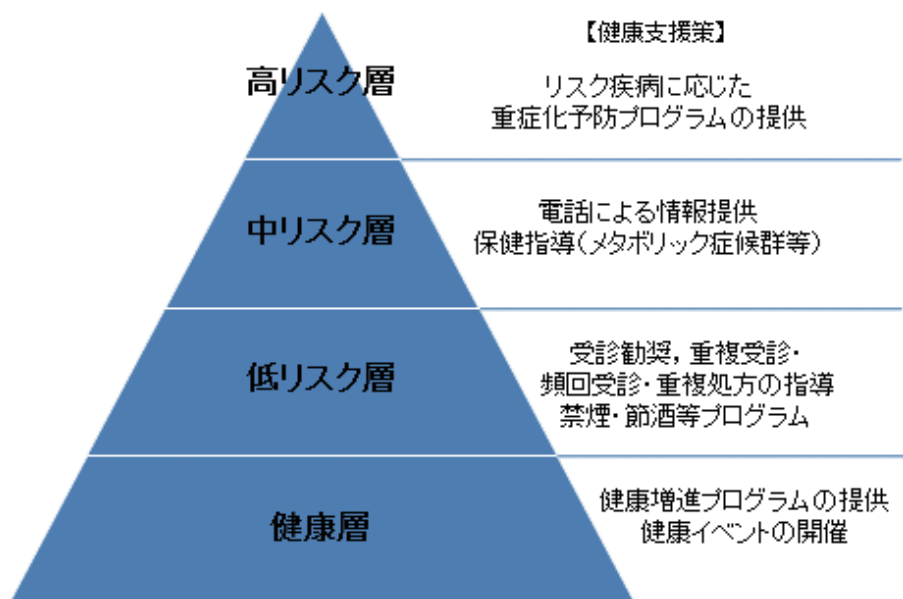 【健康支援策】
高リスク層
リスク疾病に応じた
重症化予防プログラムの提供
中リスク層
電話による情報提供
保健指導(メタボリック症候群等)
低リスク層
受診勧奨，重複受診・
頻回受診・重複処方の指導
禁煙・節酒等プログラム
健康層
健康増進プログラムの提供
健康イベントの開催